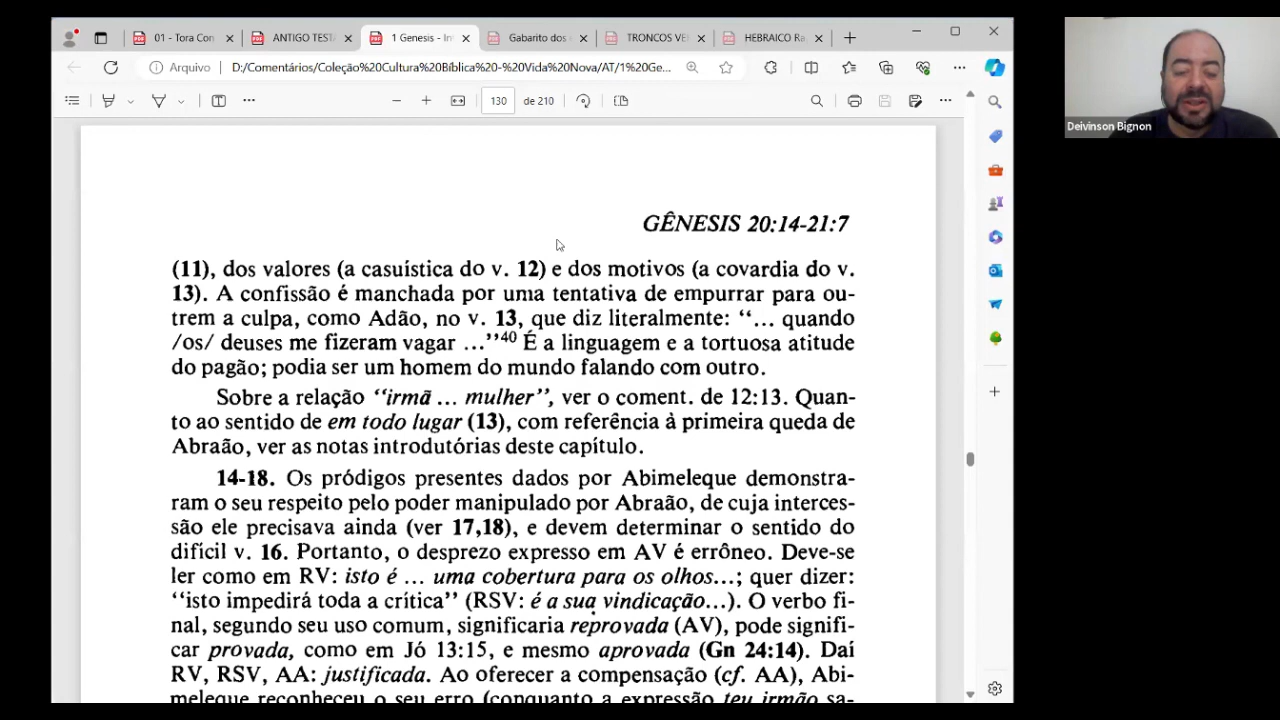 01 - Tora Con
ANTIGO TESTA
1 Genesis - In
Gabarito dos
TRONCOS VE
HEBRAICO Ra
Arquivo
D:/Comentários/Coleção%20Cultura%20Bíblica%20-%20Vida%20Nova/AT/1%20Ge...
130 de 210
Deivinson Bignon
GÊNESIS 20:14-21:7
(11), dos valores (a casuística do v. 12) e dos motivos (a covardia do v.
13). A confissão é manchada por uma tentativa de empurrar para ou-
trem a culpa, como Adão, no v. 13, que diz literalmente: “... quando
/os/ deuses me fizeram vagar ...”40 É a linguagem e a tortuosa atitude
do pagão; podia ser um homem do mundo falando com outro.
Sobre a relação “irmã ... mulher”, ver o coment. de 12:13. Quan-
to ao sentido de em todo lugar (13), com referência à primeira queda de
Abraão, ver as notas introdutórias deste capítulo.
14-18. Os pródigos presentes dados por Abimeleque demonstra-
ram o seu respeito pelo poder manipulado por Abraão, de cuja interces-
são ele precisava ainda (ver 17,18), e devem determinar o sentido do
difícil v. 16. Portanto, o desprezo expresso em AV é errôneo. Deve-se
ler como em RV: isto é ... uma cobertura para os olhos...; quer dizer:
“isto impedirá toda a crítica” (RSV: é a sua vindicação...). O verbo fi-
nal, segundo seu uso comum, significaria reprovada (AV), pode signifi-
car provada, como em Jó 13:15, e mesmo aprovada (Gn 24:14). Daí
RV, RSV, AA: justificada. Ao oferecer a compensação (cf. AA), Abi-
meleque reconheceu o seu erro (conquanto a expressão teu irmão sa-